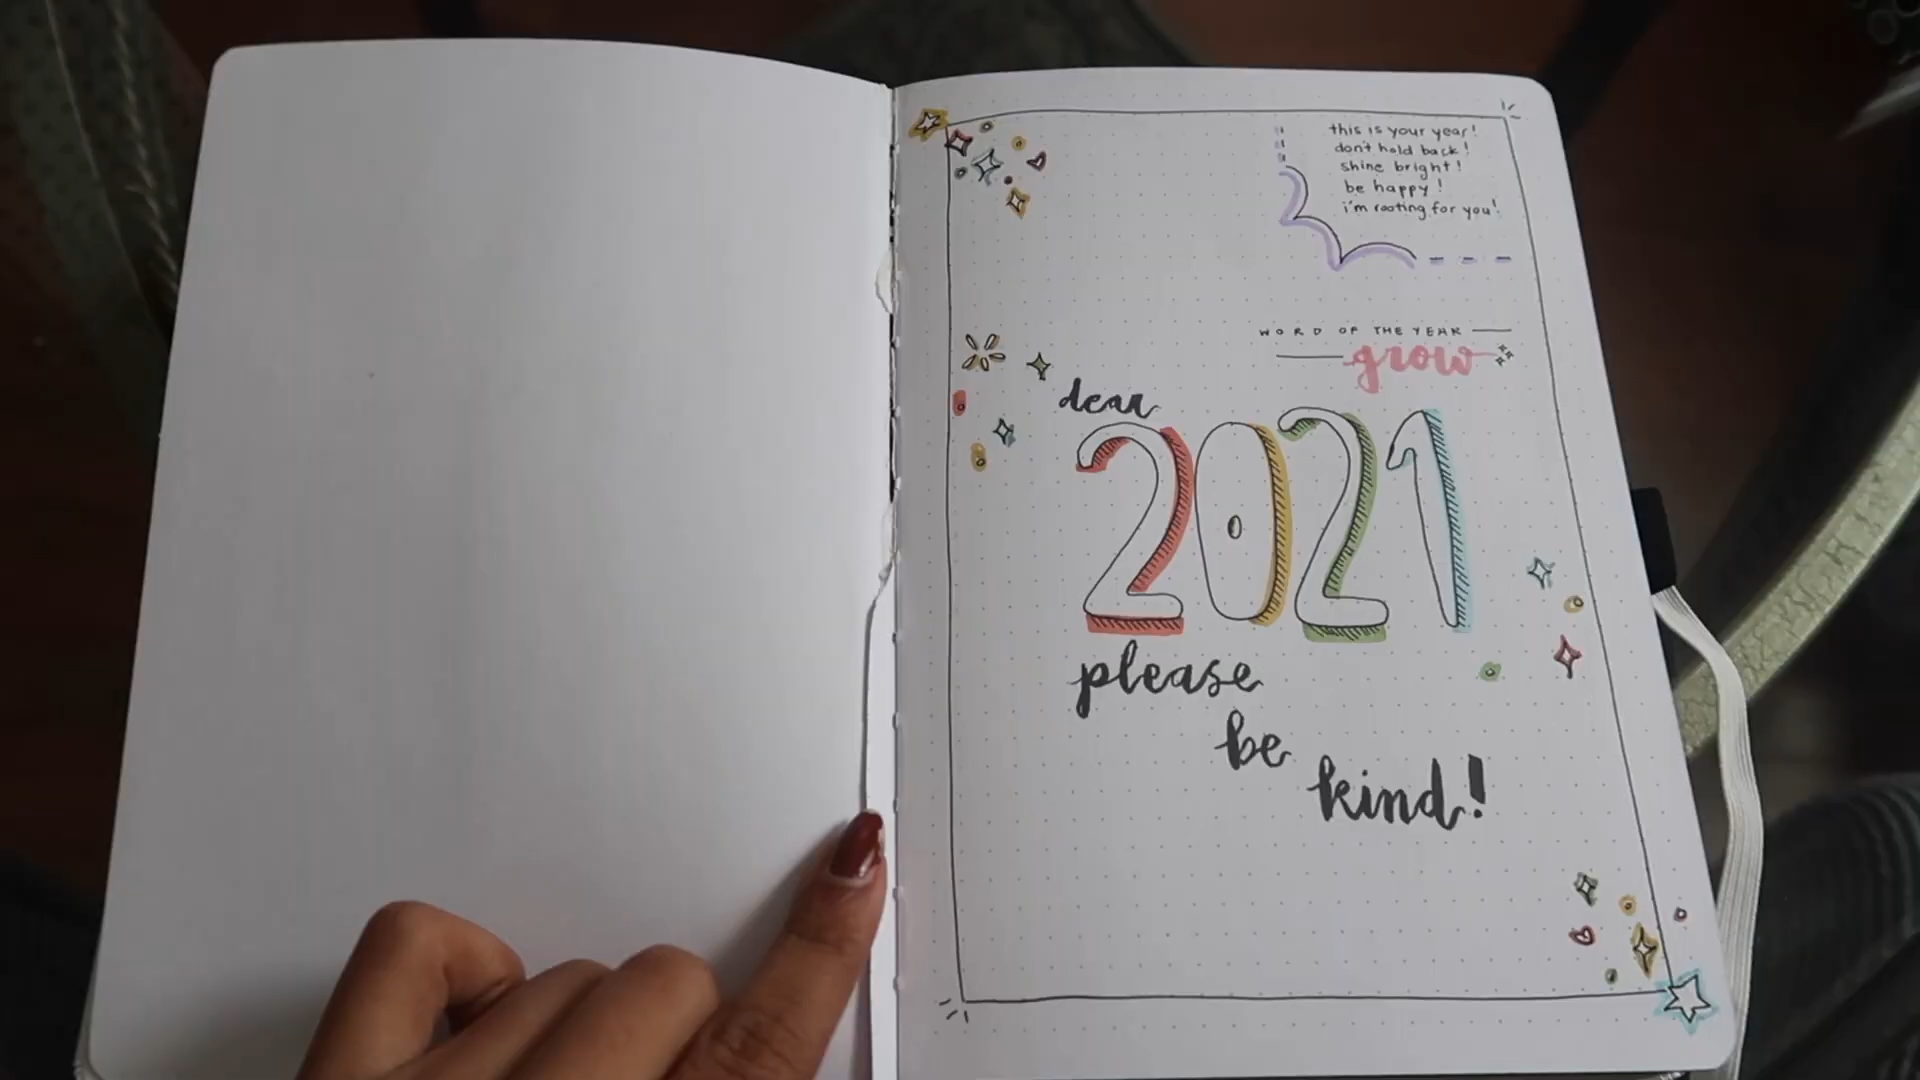 this is your year!
don't hold back!
shine bright!
be happy!
i'm rooting for you!
WORD OF THE YEAR
grow
dear
2021
please
be
kind!